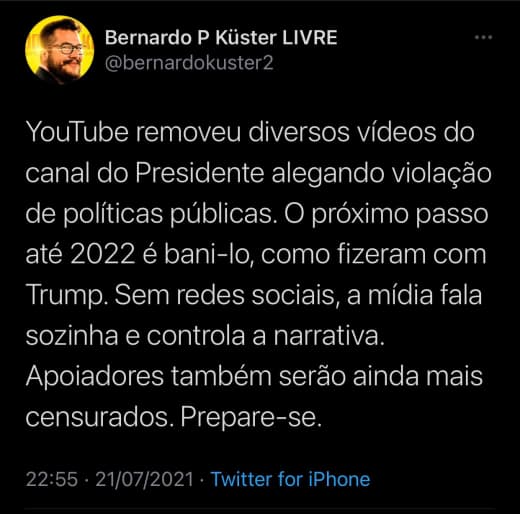 Bernardo P Küster LIVRE
@bernardokuster2
YouTube removeu diversos vídeos do
canal do Presidente alegando violação
de políticas públicas. O próximo passo
até 2022 é bani-lo, como fizeram com
Trump. Sem redes sociais, a mídia fala
sozinha e controla a narrativa.
Apoiadores também serão ainda mais
censurados. Prepare-se.
22:55 · 21/07/2021 · Twitter for iPhone